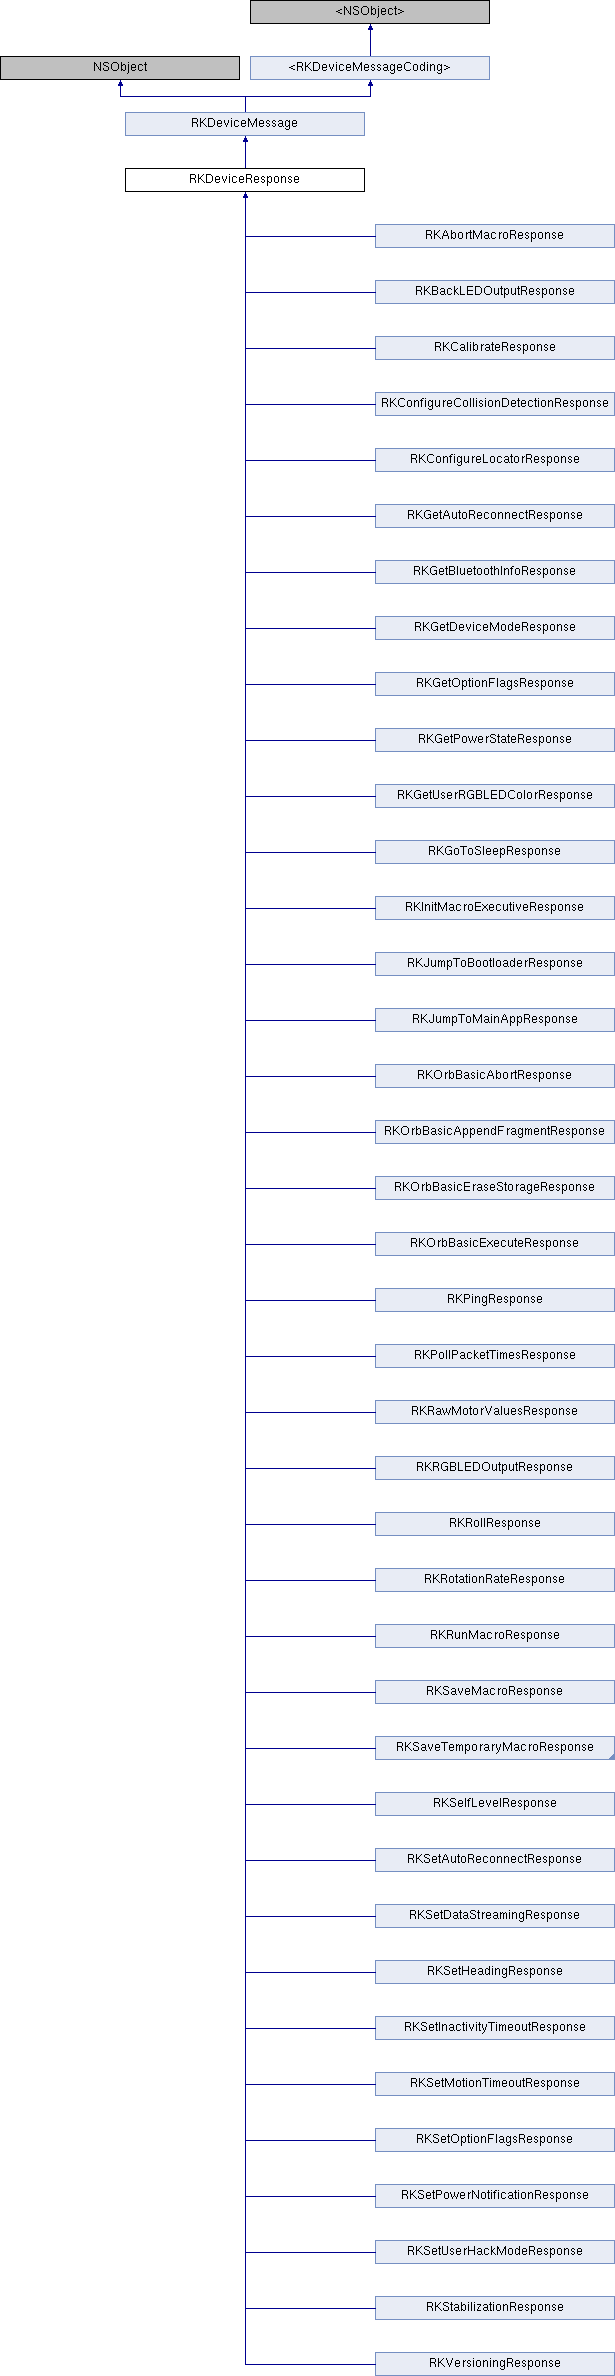 <NSObject>
NSObject
<RKDeviceMessageCoding>
RKDeviceMessage
RKDeviceResponse
RKAbortMacroResponse
RKBackLEDOutputResponse
RKCalibrateResponse
RKConfigureCollisionDetectionResponse
RKConfigureLocatorResponse
RKGetAutoReconnectResponse
RKGetBluetoothInfoResponse
RKGetDeviceModeResponse
RKGetOptionFlagsResponse
RKGetPowerStateResponse
RKGetUserRGBLEDColorResponse
RKGoToSleepResponse
RKInitMacroExecutiveResponse
RKJumpToBootloaderResponse
RKJumpToMainAppResponse
RKOrbBasicAbortResponse
RKOrbBasicAppendFragmentResponse
RKOrbBasicEraseStorageResponse
RKOrbBasicExecuteResponse
RKPingResponse
RKPollPacketTimesResponse
RKRawMotorValuesResponse
RKRGBLEDOutputResponse
RKRollResponse
RKRotationRateResponse
RKRunMacroResponse
RKSaveMacroResponse
RKSaveTemporaryMacroResponse
RKSelfLevelResponse
RKSetAutoReconnectResponse
RKSetDataStreamingResponse
RKSetHeadingResponse
RKSetInactivityTimeoutResponse
RKSetMotionTimeoutResponse
RKSetOptionFlagsResponse
RKSetPowerNotificationResponse
RKSetUserHackModeResponse
RKStabilizationResponse
RKVersioningResponse